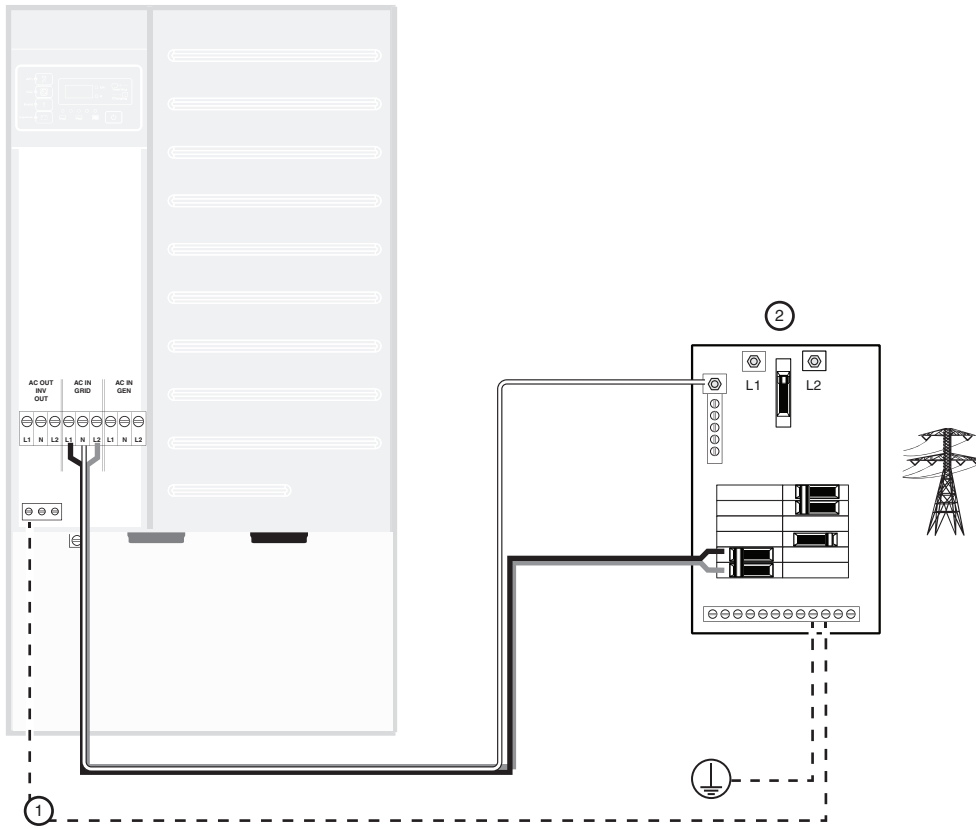 AC OUT
INV
OUT
AC IN
GRID
AC IN
GEN
L1 N L2 L1 N L2 L1 N L2
2
L1 L2
1